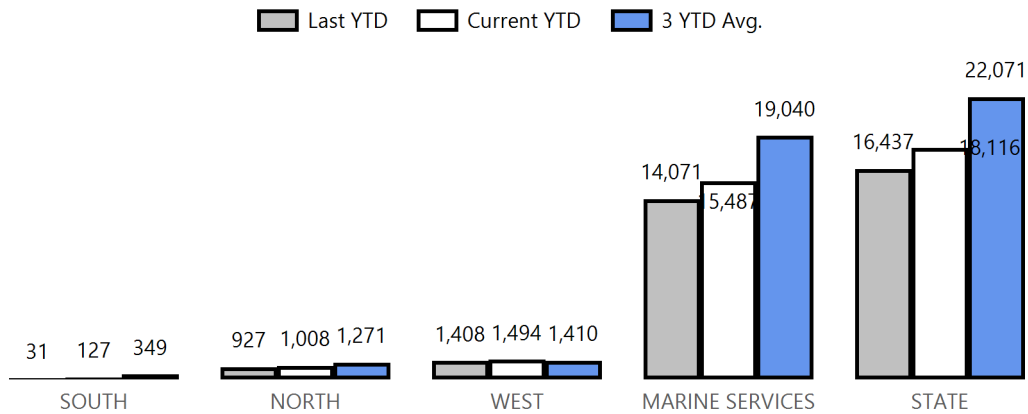 Last YTD Current YTD 3 YTD Avg.
22,071
19,040
16,437 18,116
14,071
15,487
31 127 349 927 1,008 1,271 1,408 1,494 1,410
SOUTH NORTH WEST MARINE SERVICES STATE